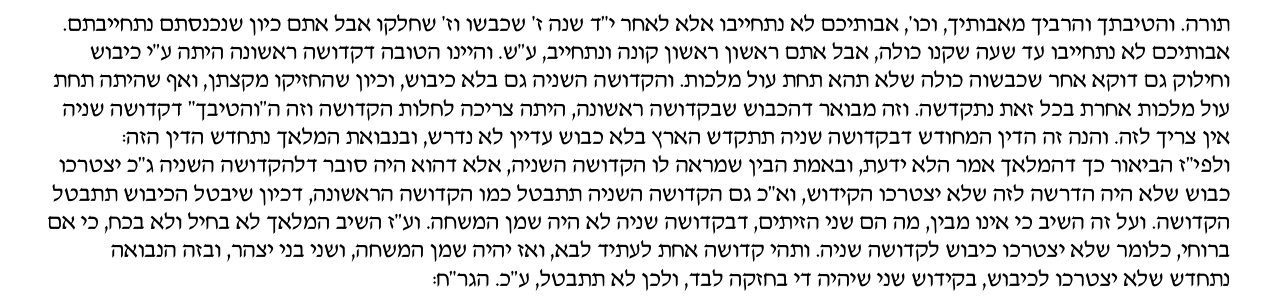 תורה. והטיבתך והרביך מאבותיך, וכו', אבותיכם לא נתחייבו אלא לאחר י"ד שנה ז' שכבשו וז' שחלקו אבל אתם כיון שנכנסתם נתחייבתם.
אבותיכם לא נתחייבו עד שעה שקנו כולה, אבל אתם ראשון ראשון קונה ונתחייב, ע"ש. והיינו הטובה דקדושה ראשונה היתה ע"י כיבוש
וחילוק גם דוקא אחר שכבשוה כולה שלא תהא תחת עול מלכות. והקדושה השניה גם בלא כיבוש, וכיון שהחזיקו מקצתן, ואף שהיתה תחת
עול מלכות אחרת בכל זאת נתקדשה. וזה מבואר דהכבוש שבקדושה ראשונה, היתה צריכה לחלות הקדושה וזה ה"והטיבך" דקדושה שניה
אין צריך לזה. והנה זה הדין המחודש דבקדושה שניה תתקדש הארץ בלא כבוש עדיין לא נדרש, ובנבואת המלאך נתחדש הדין הזה:
ולפי"ז הביאור כך דהמלאך אמר הלא ידעת, ובאמת הבין שמראה לו הקדושה השניה, אלא דהוא היה סובר דלהקדושה השניה ג"כ יצטרכו
כבוש שלא היה הדרשה לזה שלא יצטרכו הקידוש, וא"כ גם הקדושה השניה תתבטל כמו הקדושה הראשונה, דכיון שיבטל הכיבוש תתבטל
הקדושה. ועל זה השיב כי אינו מבין, מה הם שני הזיתים, דבקדושה שניה לא היה שמן המשחה. וע"ז השיב המלאך לא בחיל ולא בכח, כי אם
ברוחי, כלומר שלא יצטרכו כיבוש לקדושה שניה. ותהי קדושה אחת לעתיד לבא, ואז יהיה שמן המשחה, ושני בני יצהר, ובזה הנבואה
נתחדש שלא יצטרכו לכיבוש, בקידוש שני שיהיה די בחזקה לבד, ולכן לא תתבטל, ע"כ. הגר"ח: